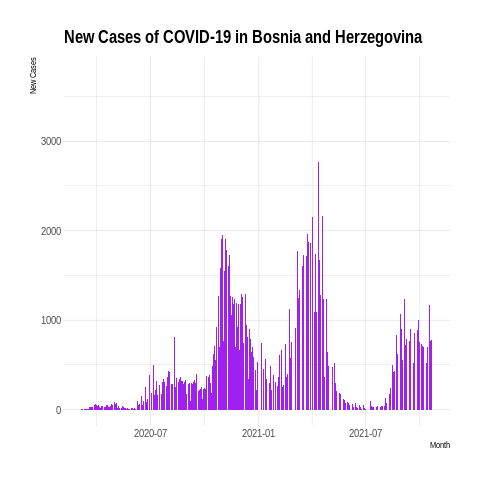 New Cases of COVID-19 in Bosnia and Herzegovina
New Cases
3000
2000
1000
0
2020-07
2021-01
2021-07
Month